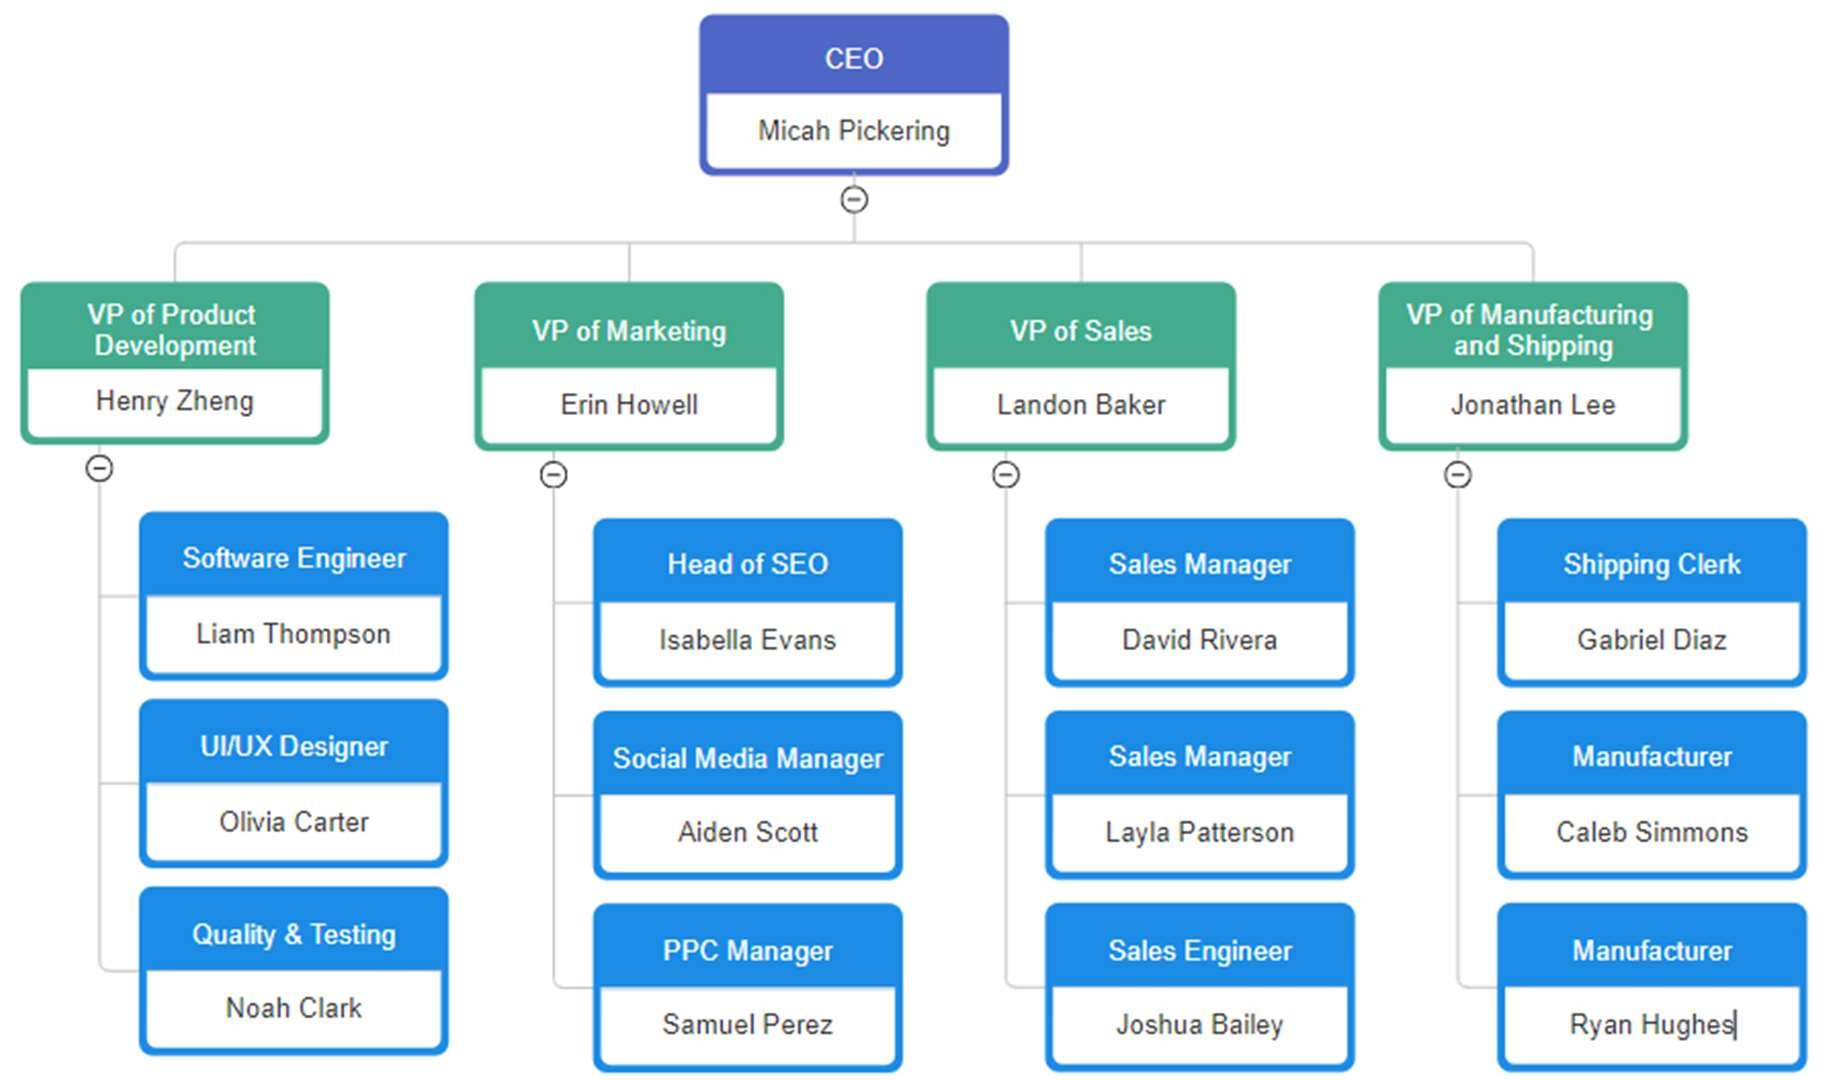 CEO
Micah Pickering
VP of Product
Development
Henry Zheng
VP of Marketing
Erin Howell
VP of Sales
Landon Baker
VP of Manufacturing
and Shipping
Jonathan Lee
Software Engineer
Liam Thompson
UI/UX Designer
Olivia Carter
Quality & Testing
Noah Clark
Head of SEO
Isabella Evans
Social Media Manager
Aiden Scott
PPC Manager
Samuel Perez
Sales Manager
David Rivera
Sales Manager
Layla Patterson
Sales Engineer
Joshua Bailey
Shipping Clerk
Gabriel Diaz
Manufacturer
Caleb Simmons
Manufacturer
Ryan Hughes